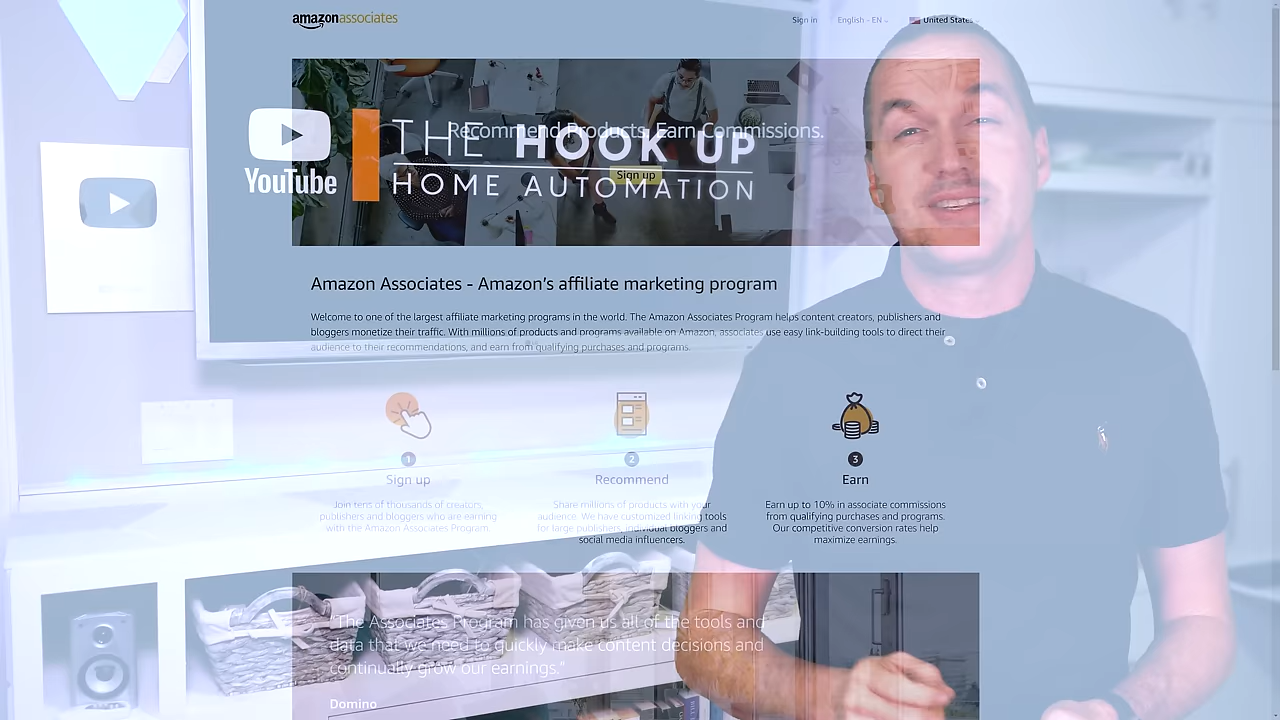 amazonassociates
Sign in English - EN United States
Recommend Products. Earn Commissions.
Sign up
YouTube
THE HOOK UP
HOME AUTOMATION
Amazon Associates - Amazon's affiliate marketing program
Welcome to one of the largest affiliate marketing programs in the world. The Amazon Associates Program helps content creators, publishers and
bloggers monetize their traffic. With millions of products and programs available on Amazon, associates use easy link-building tools to direct their
audience to their recommendations, and earn from qualifying purchases and programs.
1
Sign up
Join tens of thousands of creators,
publishers and bloggers who are earning
with the Amazon Associates Program.
2
Recommend
Share millions of products with your
audience. We have customized linking tools
for large publishers, individual bloggers and
social media influencers.
3
Earn
Earn up to 10% in associate commissions
from qualifying purchases and programs.
Our competitive conversion rates help
maximize earnings.
"The Associates Program has given us all of the tools and
data that we need to quickly make content decisions and
continually grow our earnings."
Domino